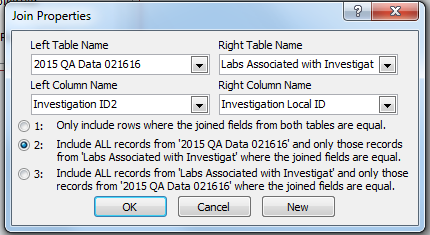 Join Properties
Left Table Name
Right Table Name
2015 QA Data 021616
Labs Associated with Investigat
Left Column Name
Right Column Name
Investigation ID2
Investigation Local ID
1: Only include rows where the joined fields from both tables are equal.
2: Include ALL records from '2015 QA Data 021616' and only those records
from 'Labs Associated with Investigat' where the joined fields are equal.
3: Include ALL records from 'Labs Associated with Investigat' and only those
records from '2015 QA Data 021616' where the joined fields are equal.
OK
Cancel
New